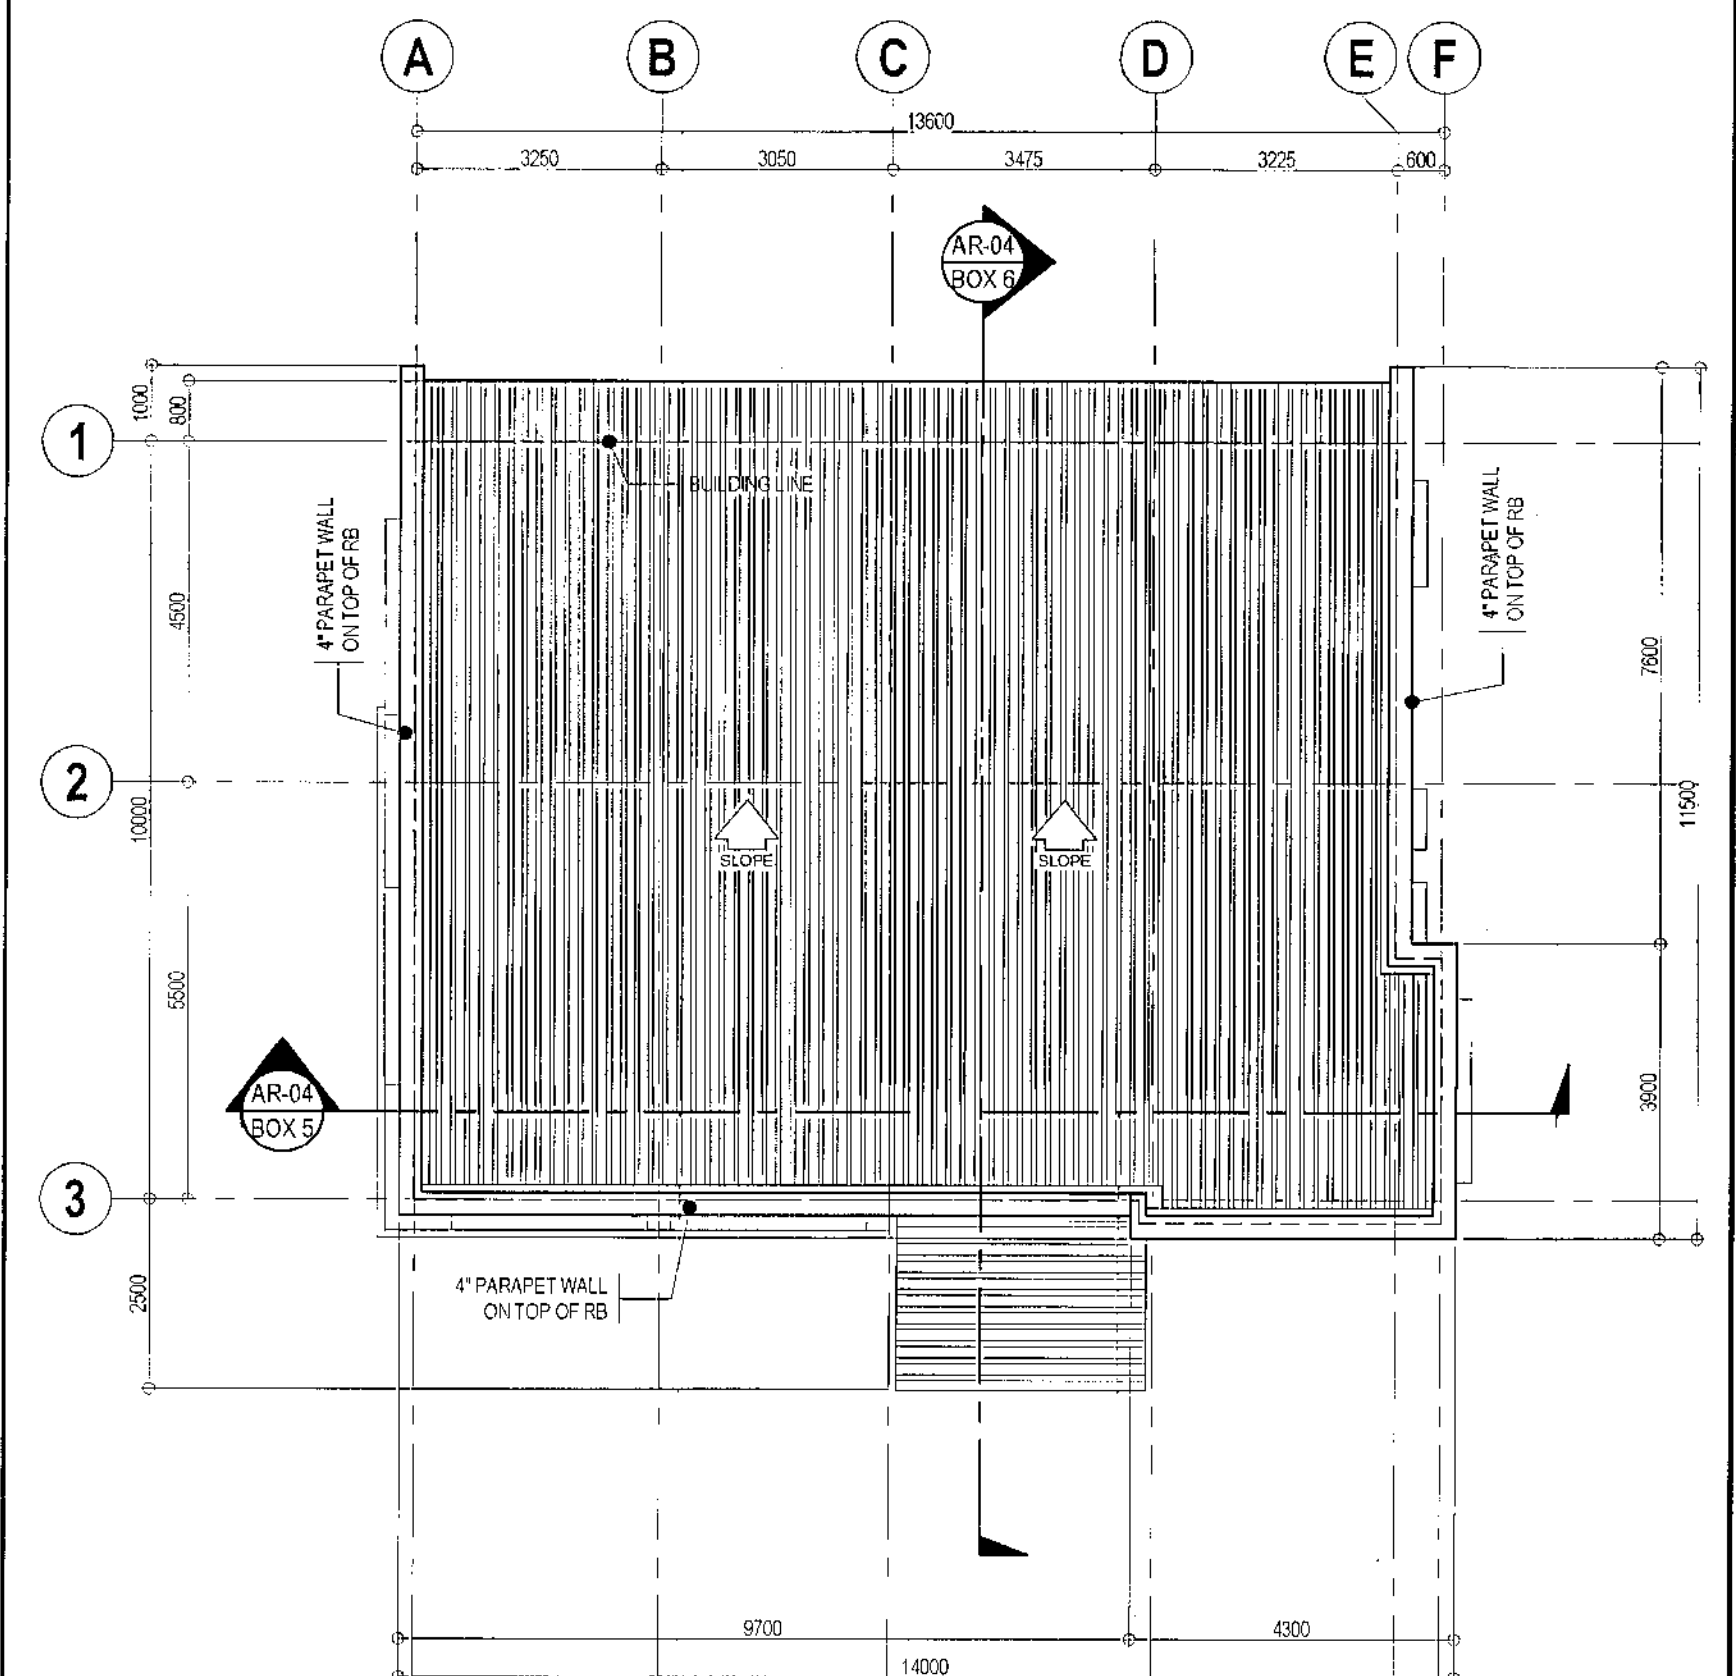 A B C D E F
13600
3250 3050 3475 3225 600
AR-04
BOX 6
1000
800
1
BUILDING LINE
4" PARAPET WALL
ON TOP OF RB
4" PARAPET WALL
ON TOP OF RB
4500
7600
2
10000
11500
SLOPE SLOPE
5500
AR-04
BOX 5
3900
3
2500
4" PARAPET WALL
ON TOP OF RB
9700 4300
14000